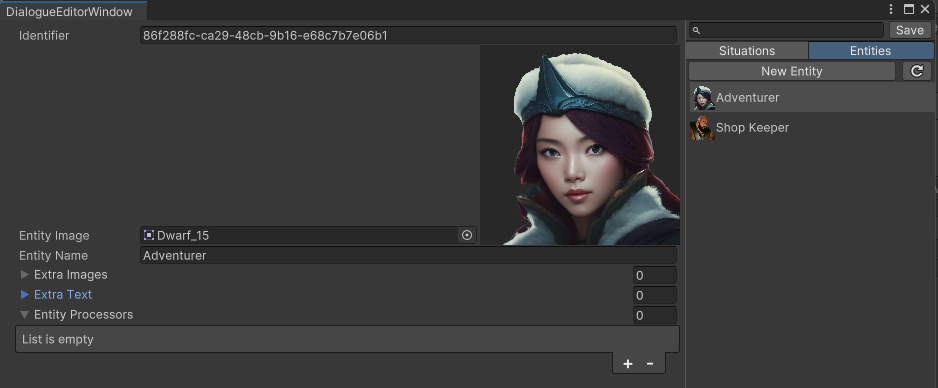 DialogueEditorWindow
Identifier 86f288fc-ca29-48cb-9b16-e68c7b7e06b1
Entity Image Dwarf_15
Entity Name Adventurer
Extra Images 0
Extra Text 0
Entity Processors 0
List is empty
+ -
Save
Situations Entities
New Entity
Adventurer
Shop Keeper